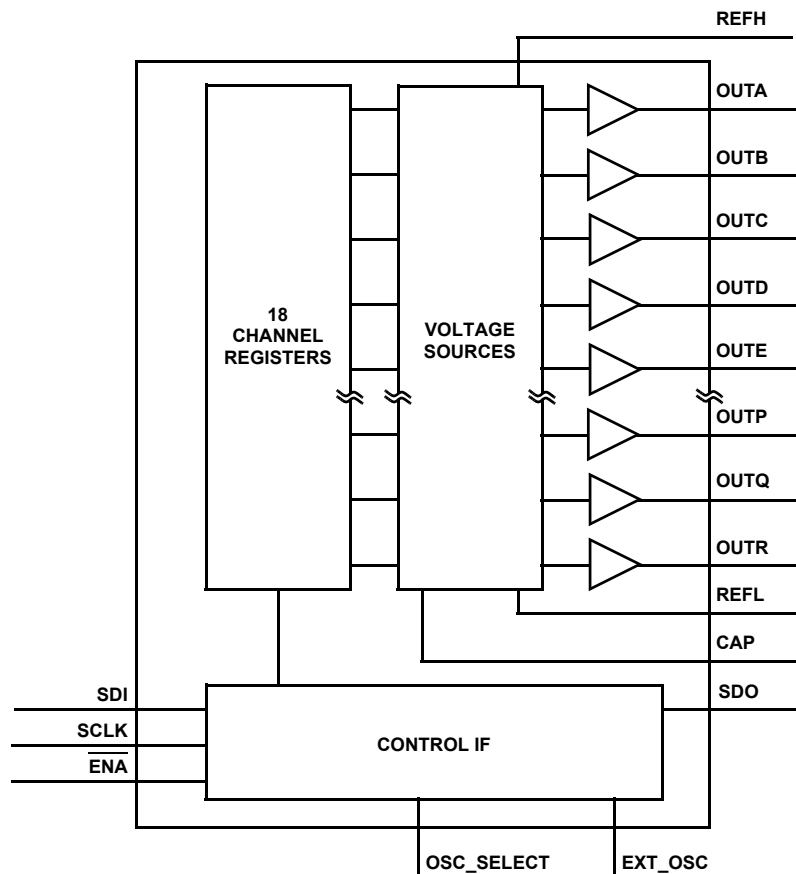 REFH
OUTA
OUTB
OUTC
OUTD
18
CHANNEL
REGISTERS
VOLTAGE
SOURCES
OUTE
OUTP
OUTQ
OUTR
REFL
CAP
SDI
SDO
SCLK
CONTROL IF
ENA
OSC_SELECT
EXT_OSC